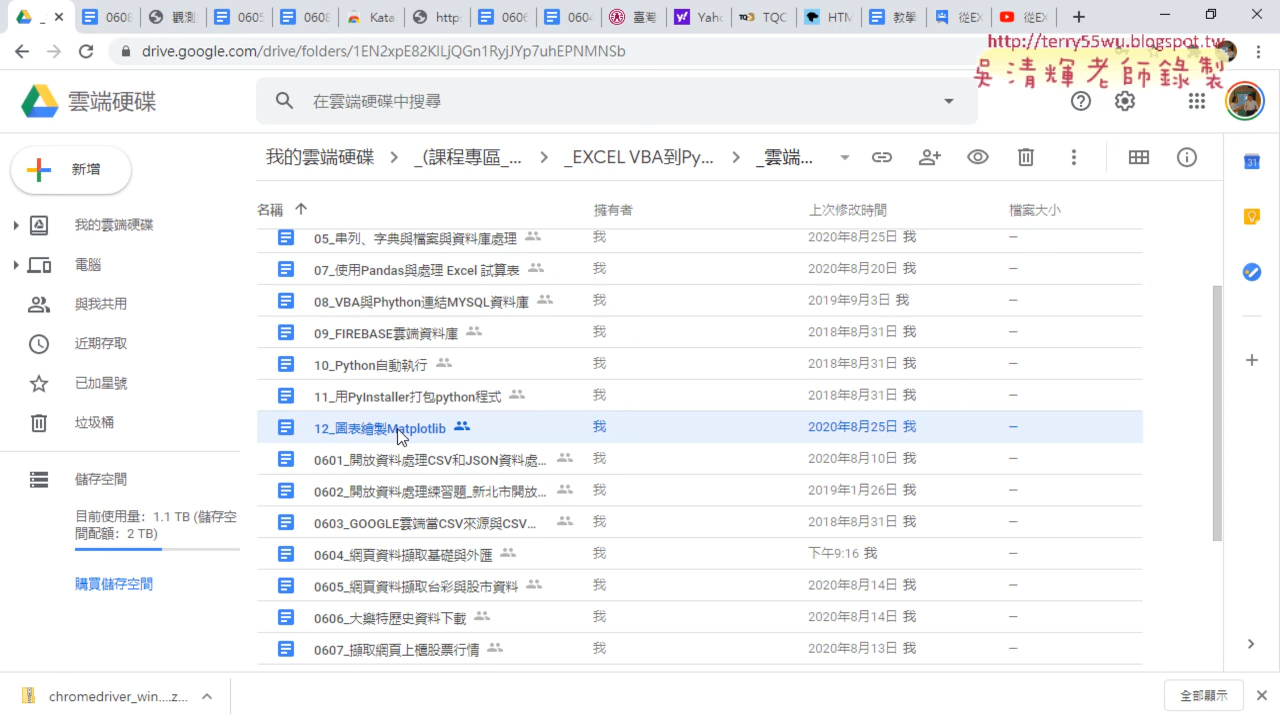 _
0608
觀測
0605
0608
Kata
http
0606
0604
臺灣
Yaho
TQC
HTM
教學
從EX
從EX
drive.google.com/drive/folders/1EN2xpE82KlLjQGn1RyjJYp7uhEPNMNSb
http://terry55wu.blogspot.tw
吳清輝老師錄製
雲端硬碟
在雲端硬碟中搜尋
新增
我的雲端硬碟
電腦
與我共用
近期存取
已加星號
垃圾桶
儲存空間
目前使用量：1.1 TB (儲存空
間配額：2 TB)
購買儲存空間
我的雲端硬碟 > _(課程專區_... > _EXCEL VBA到Py... > _雲端...
名稱 擁有者 上次修改時間 檔案大小
05_串列、字典與檔案與資料庫處理 我 2020年8月25日 我 –
07_使用Pandas與處理 Excel 試算表 我 2020年8月20日 我 –
08_VBA與Phython連結MYSQL資料庫 我 2019年9月3日 我 –
09_FIREBASE雲端資料庫 我 2018年8月31日 我 –
10_Python自動執行 我 2018年8月31日 我 –
11_用PyInstaller打包python程式 我 2018年8月31日 我 –
12_圖表繪製Matplotlib 我 2020年8月25日 我 –
0601_開放資料處理CSV和JSON資料處... 我 2020年8月10日 我 –
0602_開放資料處理練習題_新北市開放... 我 2019年1月26日 我 –
0603_GOOGLE雲端當CSV來源與CSV... 我 2018年8月31日 我 –
0604_網頁資料擷取基礎與外匯 我 下午9:16 我 –
0605_網頁資料擷取台彩與股市資料 我 2020年8月14日 我 –
0606_大樂特歷史資料下載 我 2020年8月14日 我 –
0607_擷取網頁上櫃股票行情 我 2020年8月13日 我 –
31
chromedriver_win....z...
全部顯示